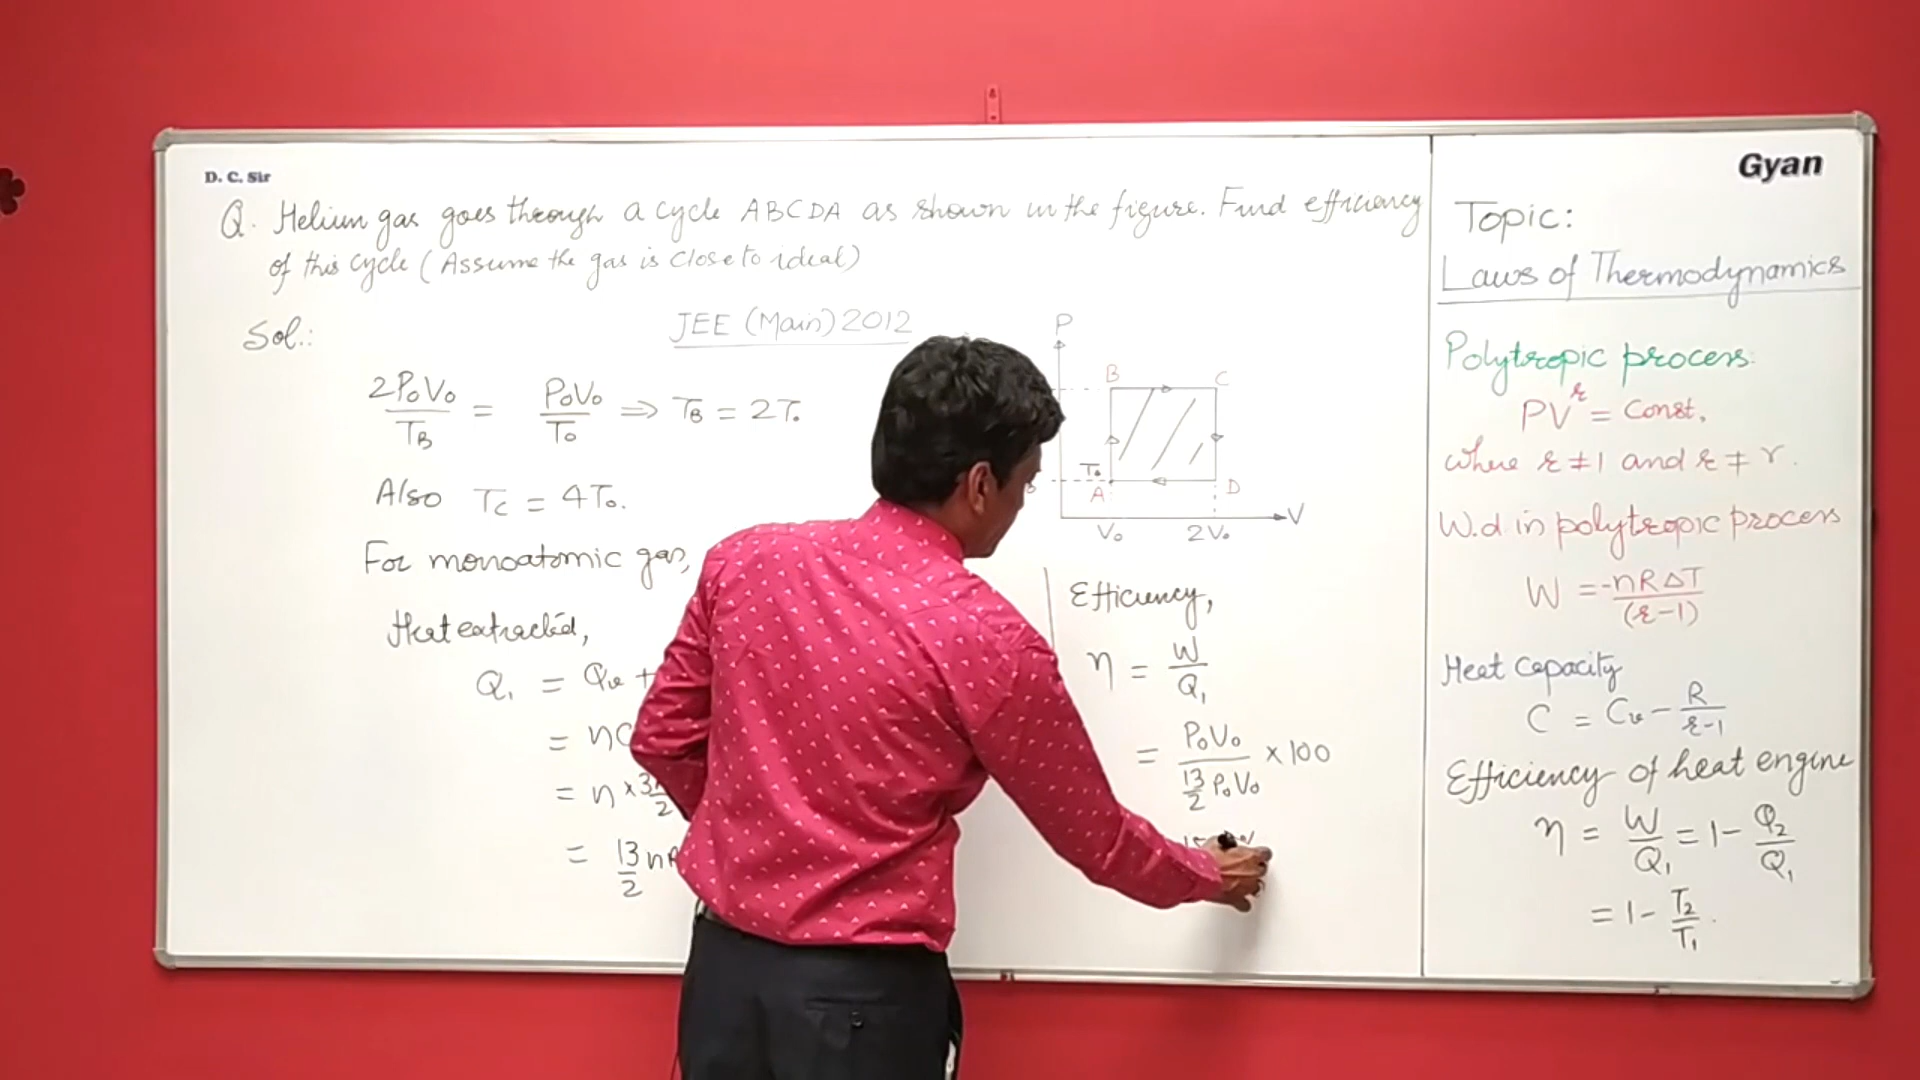 D. C. Sir
Q. Helium gas goes through a cycle ABCDA as shown in the figure. Find efficiency
of this cycle (Assume the gas is close to ideal)
JEE (Main) 2012
Sol.:
2P₀V₀/T_B = P₀V₀/T₀ ⇒ T_B = 2T₀
Also T_C = 4T₀.
For monoatomic gas,
Heat extracted,
Q₁ = Qᵥ +
= nC
= n × 3
2
= 13/2 nR
P
B C
T₀
A D
V₀ 2V₀ V
Efficiency,
η = W/Q₁
= P₀V₀ / (13/2 P₀V₀) × 100
Gyan
Topic:
Laws of Thermodynamics
Polytropic process:
PVʳ = Const.
where r ≠ 1 and r ≠ γ.
W.d in polytropic process
W = -nRΔT/(r-1)
Heat Capacity
C = Cᵥ - R/(r-1)
Efficiency of heat engine
η = W/Q₁ = 1 - Q₂/Q₁
= 1 - T₂/T₁.